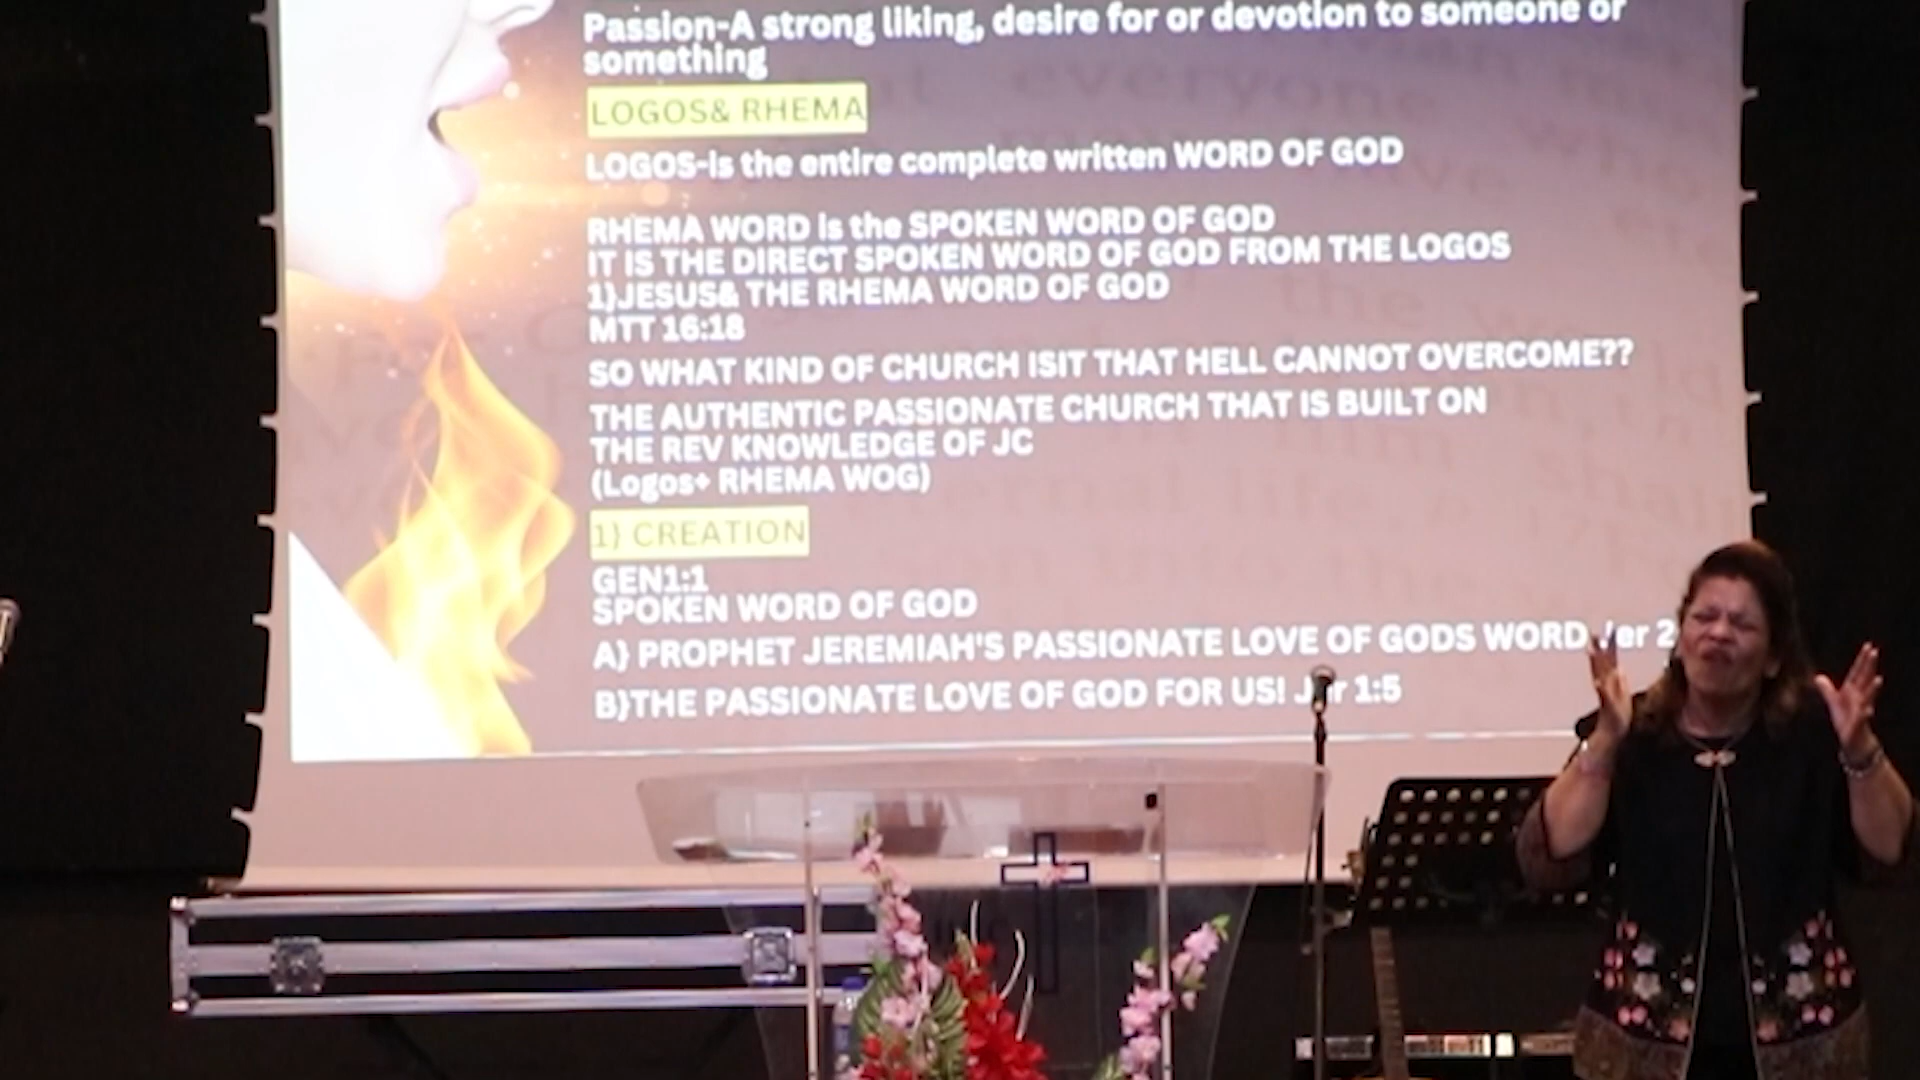 Passion-A strong liking, desire for or devotion to someone or
something
LOGOS& RHEMA
LOGOS-is the entire complete written WORD OF GOD
RHEMA WORD is the SPOKEN WORD OF GOD
IT IS THE DIRECT SPOKEN WORD OF GOD FROM THE LOGOS
1}JESUS& THE RHEMA WORD OF GOD
MTT 16:18
SO WHAT KIND OF CHURCH ISIT THAT HELL CANNOT OVERCOME??
THE AUTHENTIC PASSIONATE CHURCH THAT IS BUILT ON
THE REV KNOWLEDGE OF JC
(Logos+ RHEMA WOG)
1} CREATION
GEN1:1
SPOKEN WORD OF GOD
A} PROPHET JEREMIAH'S PASSIONATE LOVE OF GODS WORD Jer 2
B}THE PASSIONATE LOVE OF GOD FOR US! Jer 1:5